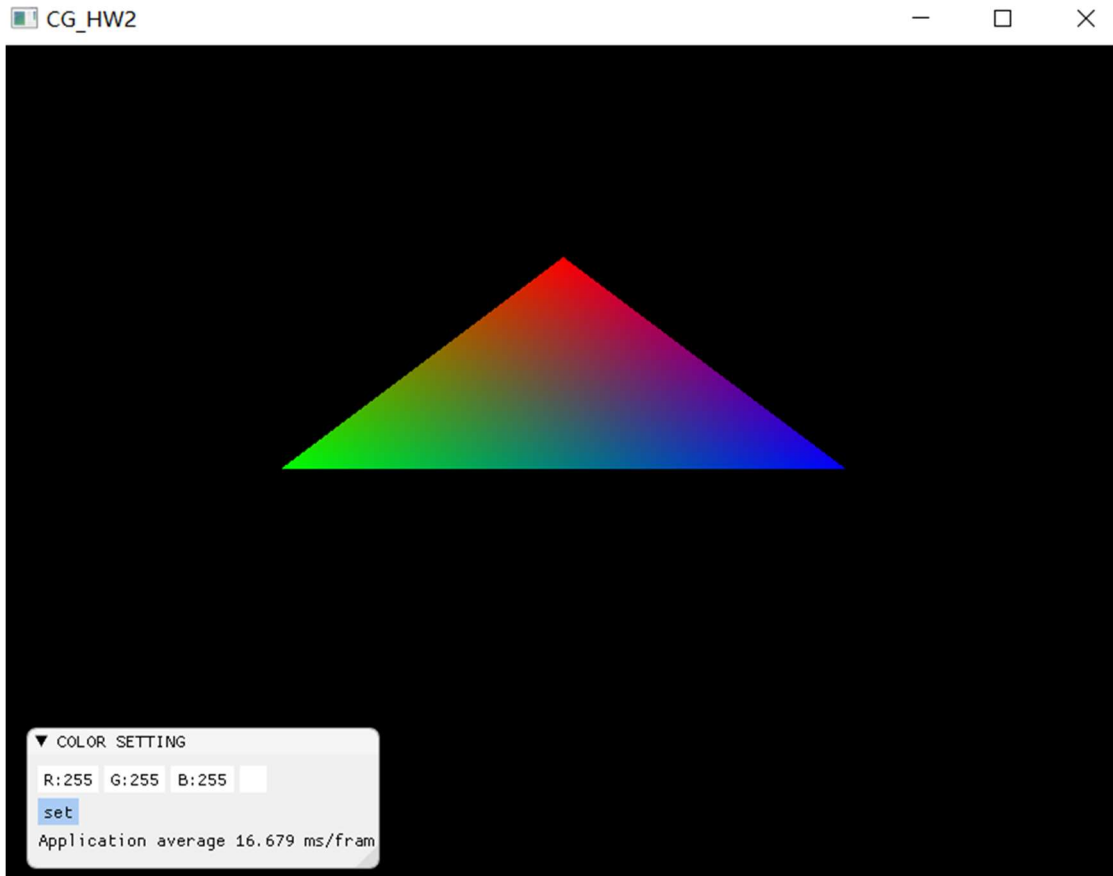 CG_HW2
COLOR SETTING
R:255 G:255 B:255
set
Application average 16.679 ms/fram